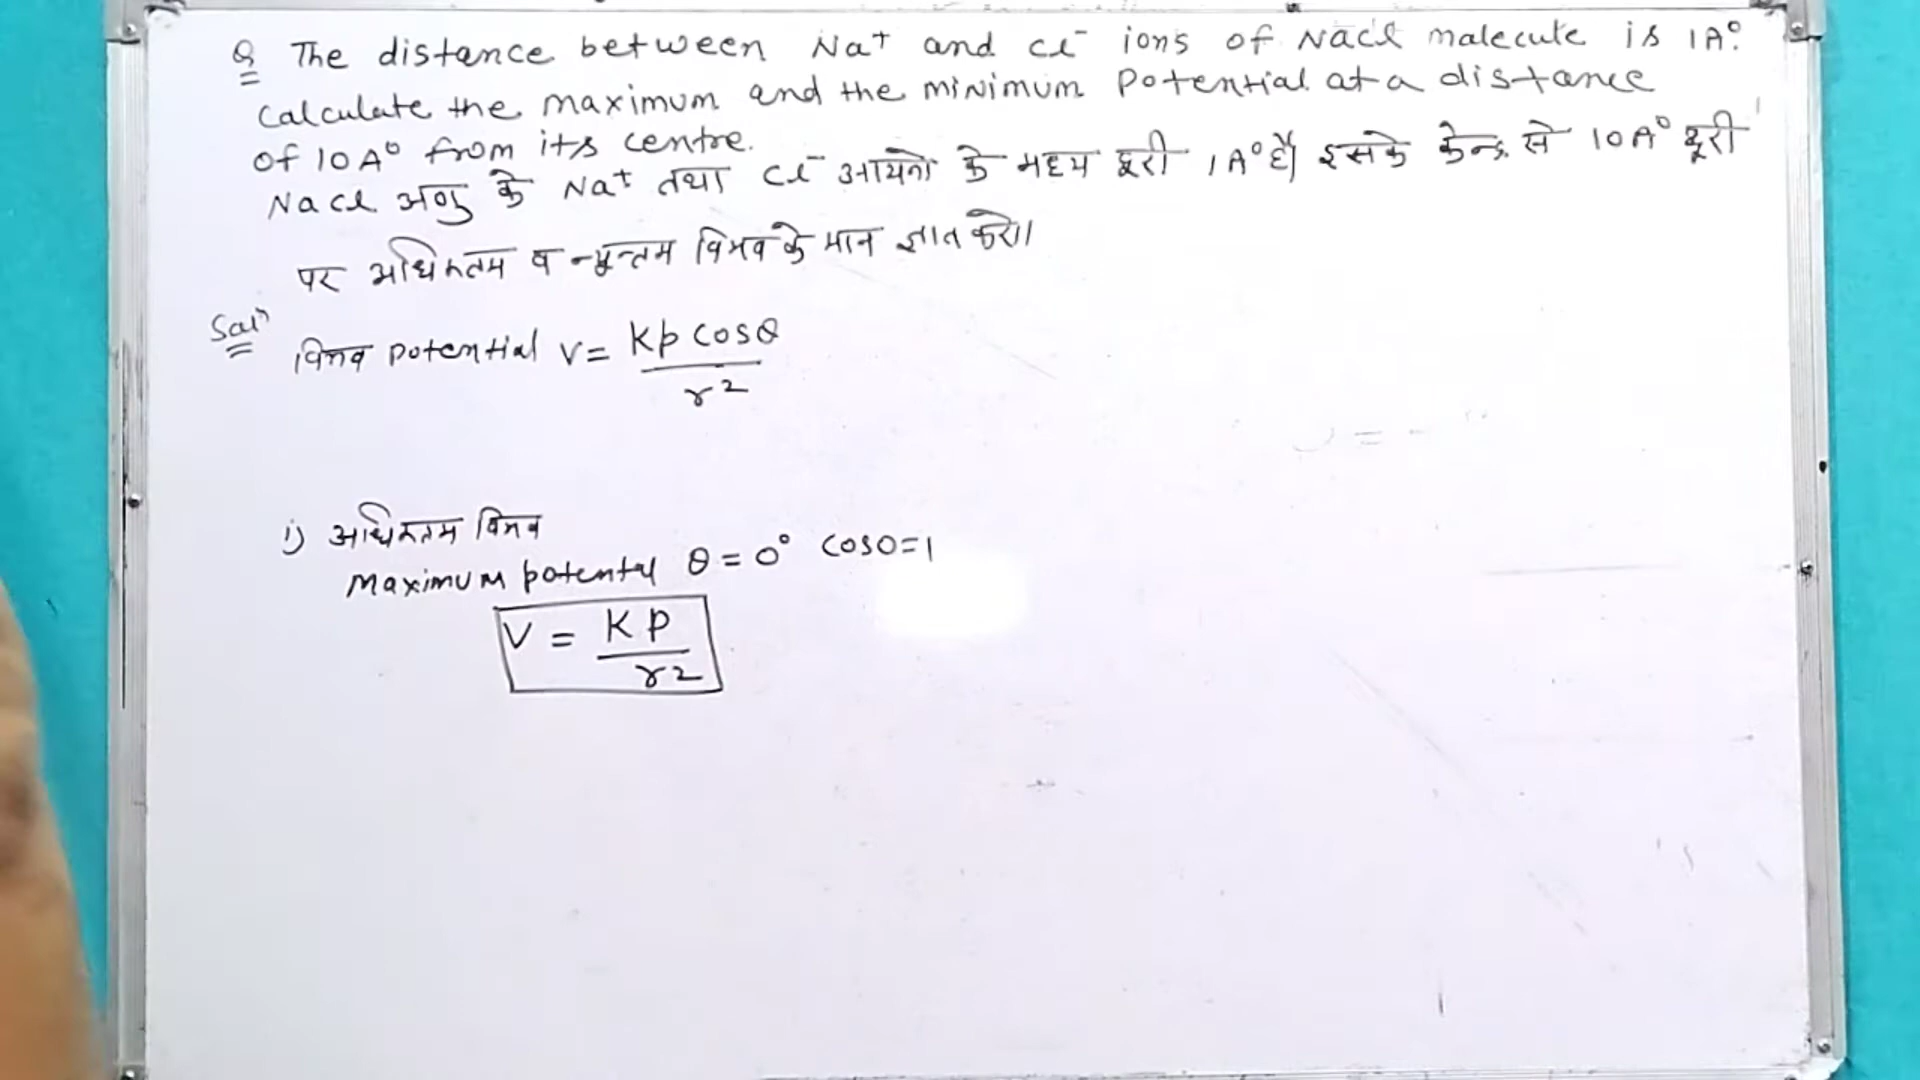 Q The distance between Na⁺ and Cl⁻ ions of NaCl malecule is 1A°.
Calculate the maximum and the minimum Potential at a distance
of 10A° from its centre.
NaCl अणु के Na⁺ तथा Cl⁻ आयनो के मध्य दूरी 1A° है। इसके केन्द्र से 10A° दूरी
पर अधिकतम व न्यूनतम विभव के मान ज्ञात करो।
Solⁿ
विभव potential V = Kp cosθ / r²
i) अधिकतम विभव
Maximum potental θ = 0° cos0=1
V = KP / r²